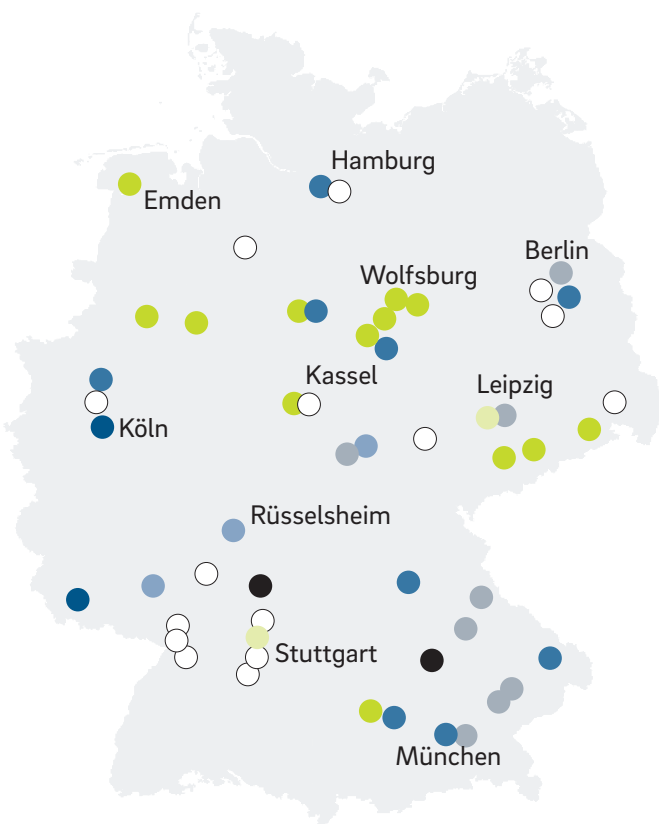 Hamburg
Emden
Berlin
Wolfsburg
Kassel
Leipzig
Köln
Rüsselsheim
Stuttgart
München